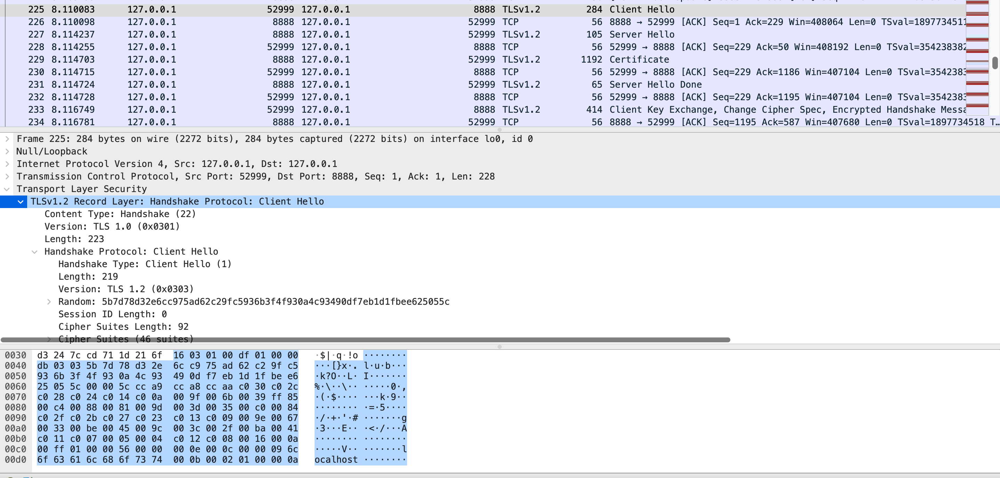 225 8.110083 127.0.0.1 52999 127.0.0.1 8888 TLSv1.2 284 Client Hello
226 8.110098 127.0.0.1 8888 127.0.0.1 52999 TCP 56 8888 → 52999 [ACK] Seq=1 Ack=229 Win=408064 Len=0 TSval=1897734511
227 8.114237 127.0.0.1 8888 127.0.0.1 52999 TLSv1.2 105 Server Hello
228 8.114255 127.0.0.1 52999 127.0.0.1 8888 TCP 56 52999 → 8888 [ACK] Seq=229 Ack=50 Win=408192 Len=0 TSval=354238382
229 8.114703 127.0.0.1 8888 127.0.0.1 52999 TLSv1.2 1192 Certificate
230 8.114715 127.0.0.1 52999 127.0.0.1 8888 TCP 56 52999 → 8888 [ACK] Seq=229 Ack=1186 Win=407104 Len=0 TSval=3542383
231 8.114724 127.0.0.1 8888 127.0.0.1 52999 TLSv1.2 65 Server Hello Done
232 8.114728 127.0.0.1 52999 127.0.0.1 8888 TCP 56 52999 → 8888 [ACK] Seq=229 Ack=1195 Win=407104 Len=0 TSval=3542383
233 8.116749 127.0.0.1 52999 127.0.0.1 8888 TLSv1.2 414 Client Key Exchange, Change Cipher Spec, Encrypted Handshake Messa
234 8.116781 127.0.0.1 8888 127.0.0.1 52999 TCP 56 8888 → 52999 [ACK] Seq=1195 Ack=587 Win=407680 Len=0 TSval=1897734518 T…
Frame 225: 284 bytes on wire (2272 bits), 284 bytes captured (2272 bits) on interface lo0, id 0
Null/Loopback
Internet Protocol Version 4, Src: 127.0.0.1, Dst: 127.0.0.1
Transmission Control Protocol, Src Port: 52999, Dst Port: 8888, Seq: 1, Ack: 1, Len: 228
Transport Layer Security
TLSv1.2 Record Layer: Handshake Protocol: Client Hello
Content Type: Handshake (22)
Version: TLS 1.0 (0x0301)
Length: 223
Handshake Protocol: Client Hello
Handshake Type: Client Hello (1)
Length: 219
Version: TLS 1.2 (0x0303)
Random: 5b7d78d32e6cc975ad62c29fc5936b3f4f930a4c93490df7eb1d1fbee625055c
Session ID Length: 0
Cipher Suites Length: 92
Cipher Suites (46 suites)
0030 d3 24 7c cd 71 1d 21 6f 16 03 01 00 df 01 00 00 ·$|·q·!o ········
0040 db 03 03 5b 7d 78 d3 2e 6c c9 75 ad 62 c2 9f c5 ···[}x·. l·u·b···
0050 93 6b 3f 4f 93 0a 4c 93 49 0d f7 eb 1d 1f be e6 ·k?O··L· I·······
0060 25 05 5c 00 00 5c cc a9 cc a8 cc aa c0 30 c0 2c %·\··\·· ·····0·,
0070 c0 28 c0 24 c0 14 c0 0a 00 9f 00 6b 00 39 ff 85 ·(·$···· ···k·9··
0080 00 c4 00 88 00 81 00 9d 00 3d 00 35 00 c0 00 84 ········ ·=·5····
0090 c0 2f c0 2b c0 27 c0 23 c0 13 c0 09 00 9e 00 67 ·/·+·'·# ·······g
00a0 00 33 00 be 00 45 00 9c 00 3c 00 2f 00 ba 00 41 ·3···E·· ·<·/···A
00b0 c0 11 c0 07 00 05 00 04 c0 12 c0 08 00 16 00 0a ········ ········
00c0 00 ff 01 00 00 56 00 00 00 0e 00 0c 00 00 09 6c ·····V·· ·······l
00d0 6f 63 61 6c 68 6f 73 74 00 0b 00 02 01 00 00 0a ocalhost ········